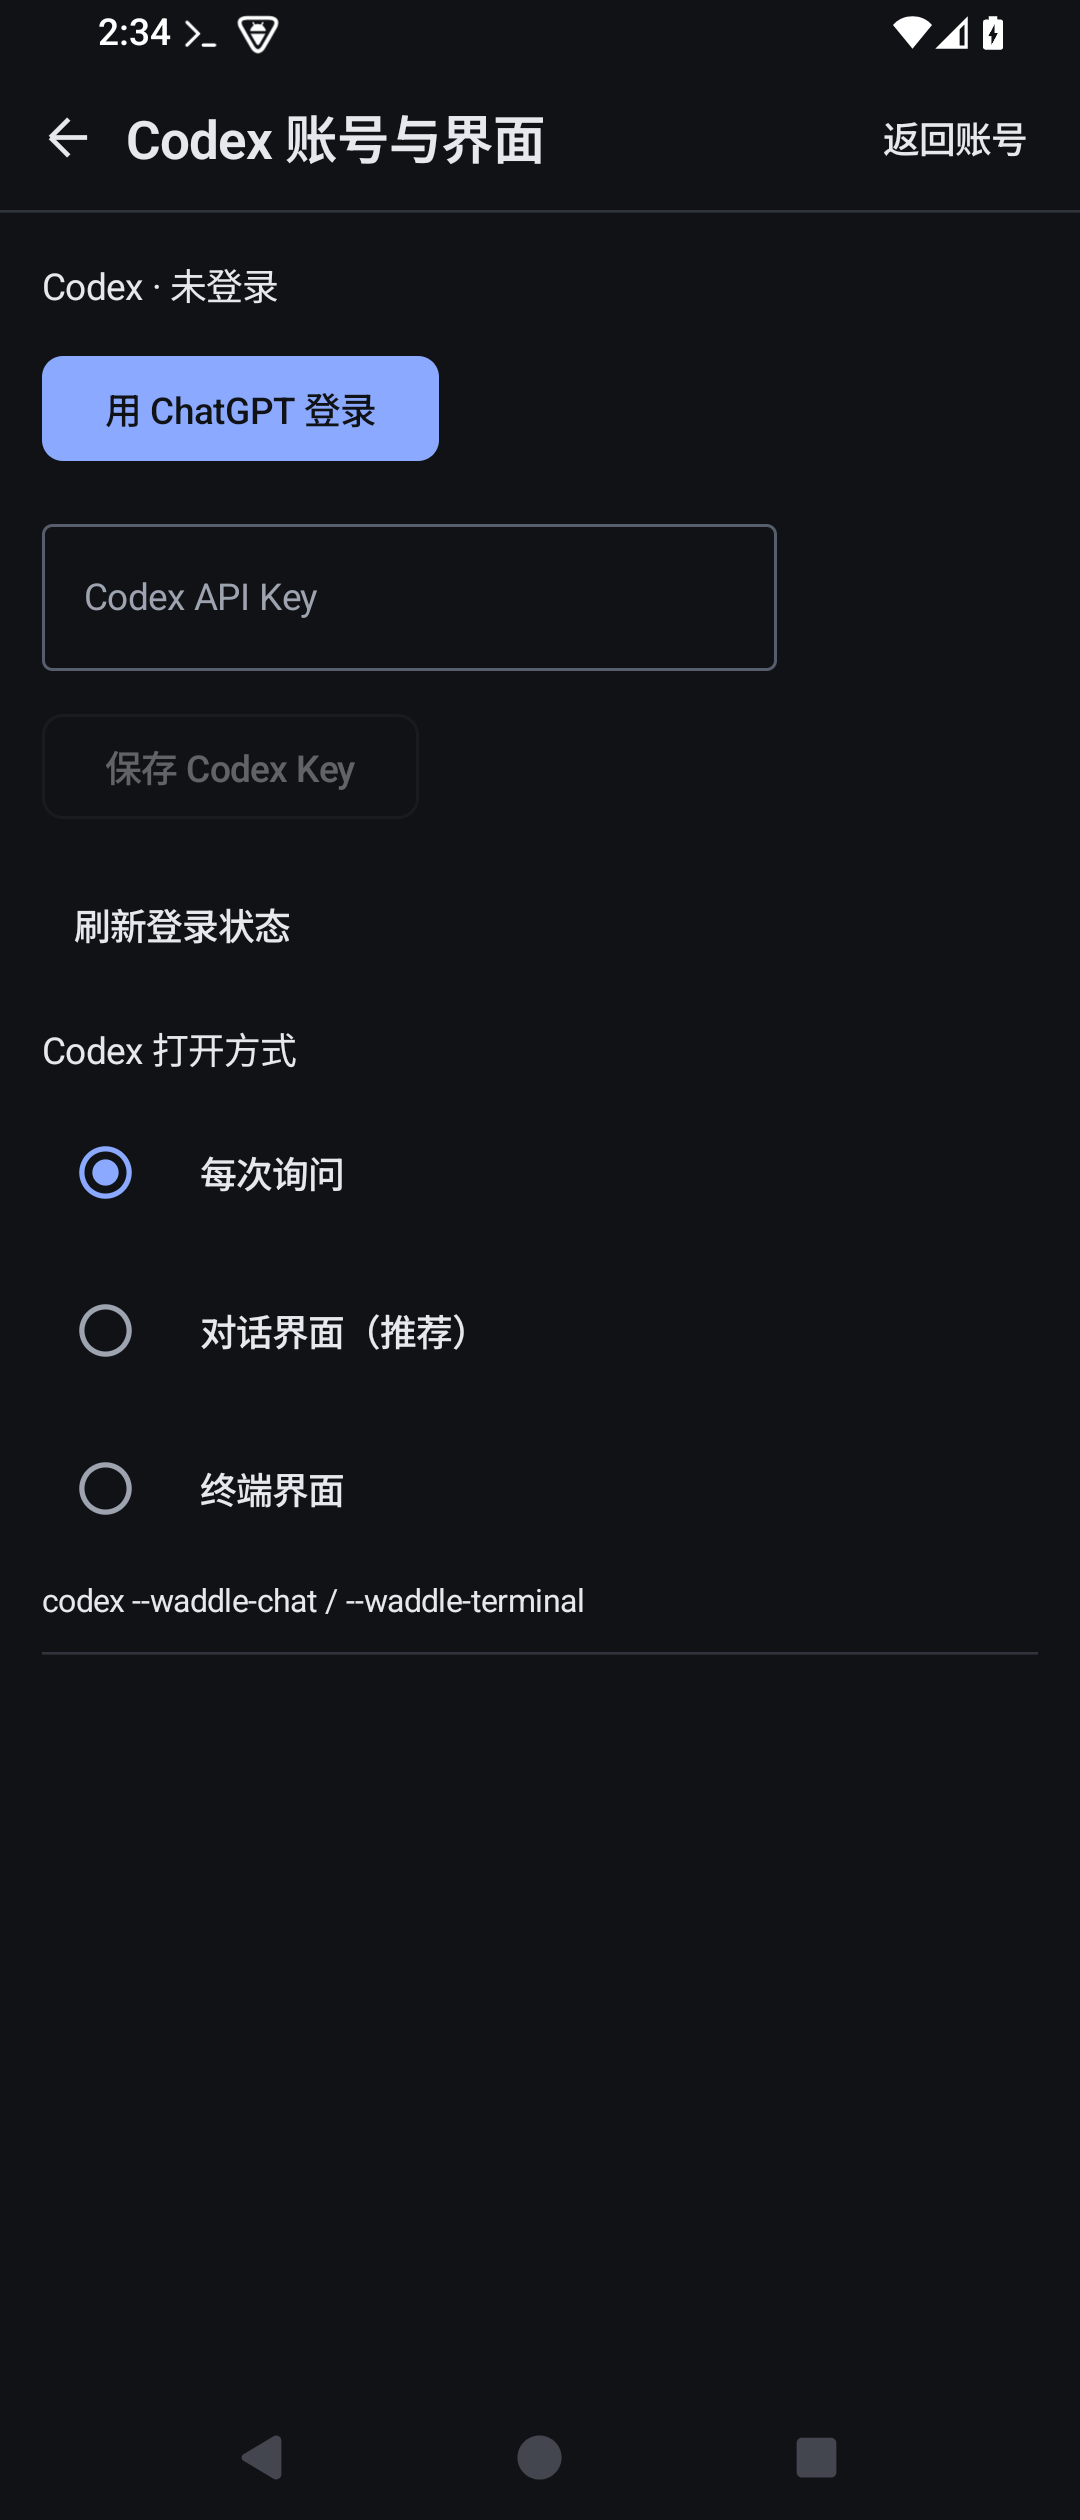 2:34
Codex 账号与界面
返回账号
Codex · 未登录
用 ChatGPT 登录
Codex API Key
保存 Codex Key
刷新登录状态
Codex 打开方式
每次询问
对话界面（推荐）
终端界面
codex --waddle-chat / --waddle-terminal